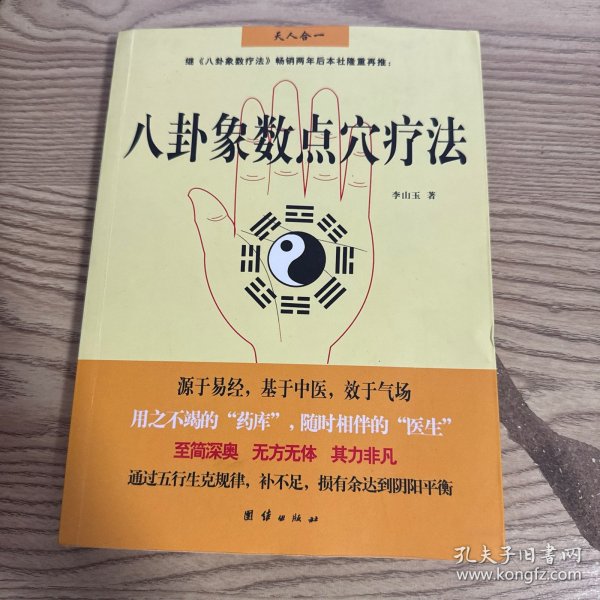 天人合一
继《八卦象数疗法》畅销两年后本社隆重再推：
八卦象数点穴疗法
李山玉 著
源于易经，基于中医，效于气场
用之不竭的“药库”，随时相伴的“医生”
至简深奥 无方无体 其力非凡
通过五行生克规律，补不足，损有余达到阴阳平衡
团结出版社
孔夫子旧书网
www.kongfz.com